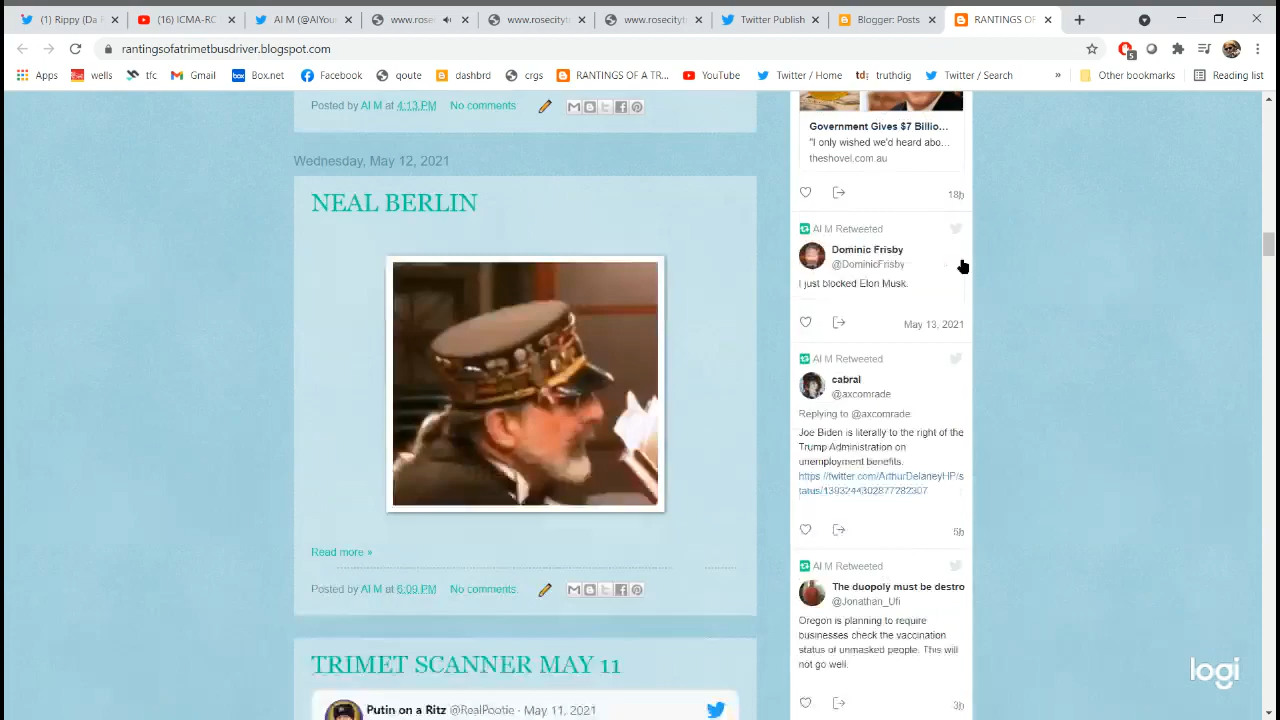 (1) Rippy (Da F
(16) ICMA-RC
Al M (@AlYour
www.rose
www.rosecityt
www.rosecityt
Twitter Publish
Blogger: Posts
RANTINGS OF
rantingsofatrimetbusdriver.blogspot.com
5
Apps
wells
tfc
Gmail
Box.net
Facebook
qoute
dashbrd
crgs
RANTINGS OF A TR...
YouTube
Twitter / Home
truthdig
Twitter / Search
»
Other bookmarks
Reading list
Posted by Al M at 4:13 PM No comments:
Wednesday, May 12, 2021
NEAL BERLIN
Read more »
Posted by Al M at 6:09 PM No comments:
TRIMET SCANNER MAY 11
Putin on a Ritz @RealPootie · May 11, 2021
Government Gives $7 Billio...
"I only wished we'd heard abo...
theshovel.com.au
18h
Al M Retweeted
Dominic Frisby
@DominicFrisby
I just blocked Elon Musk.
May 13, 2021
Al M Retweeted
cabral
@axcomrade
Replying to @axcomrade
Joe Biden is literally to the right of the
Trump Administration on
unemployment benefits.
https://twitter.com/ArthurDelaneyHP/s
tatus/1393244302877282307
5h
Al M Retweeted
The duopoly must be destro
@Jonathan_Ufi
Oregon is planning to require
businesses check the vaccination
status of unmasked people. This will
not go well.
3h
logi